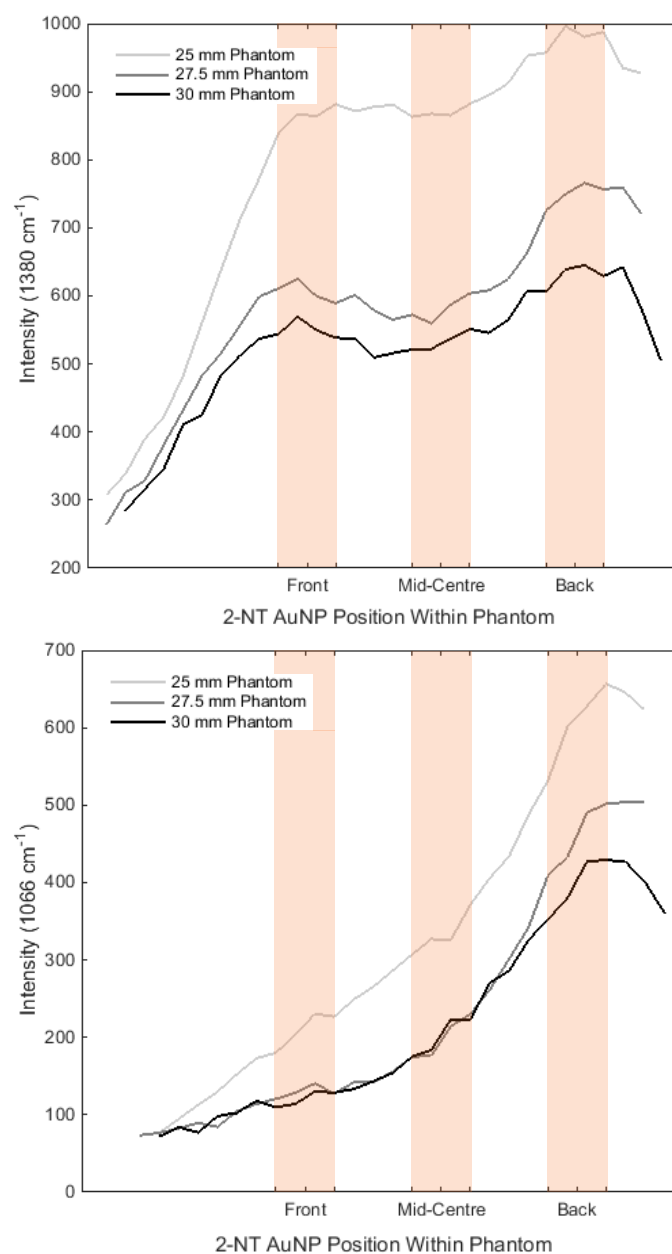 1000
900
800
700
600
500
400
300
200
Intensity (1380 cm⁻¹)
25 mm Phantom
27.5 mm Phantom
30 mm Phantom
Front Mid-Centre Back
2-NT AuNP Position Within Phantom
700
600
500
400
300
200
100
0
Intensity (1066 cm⁻¹)
25 mm Phantom
27.5 mm Phantom
30 mm Phantom
Front Mid-Centre Back
2-NT AuNP Position Within Phantom